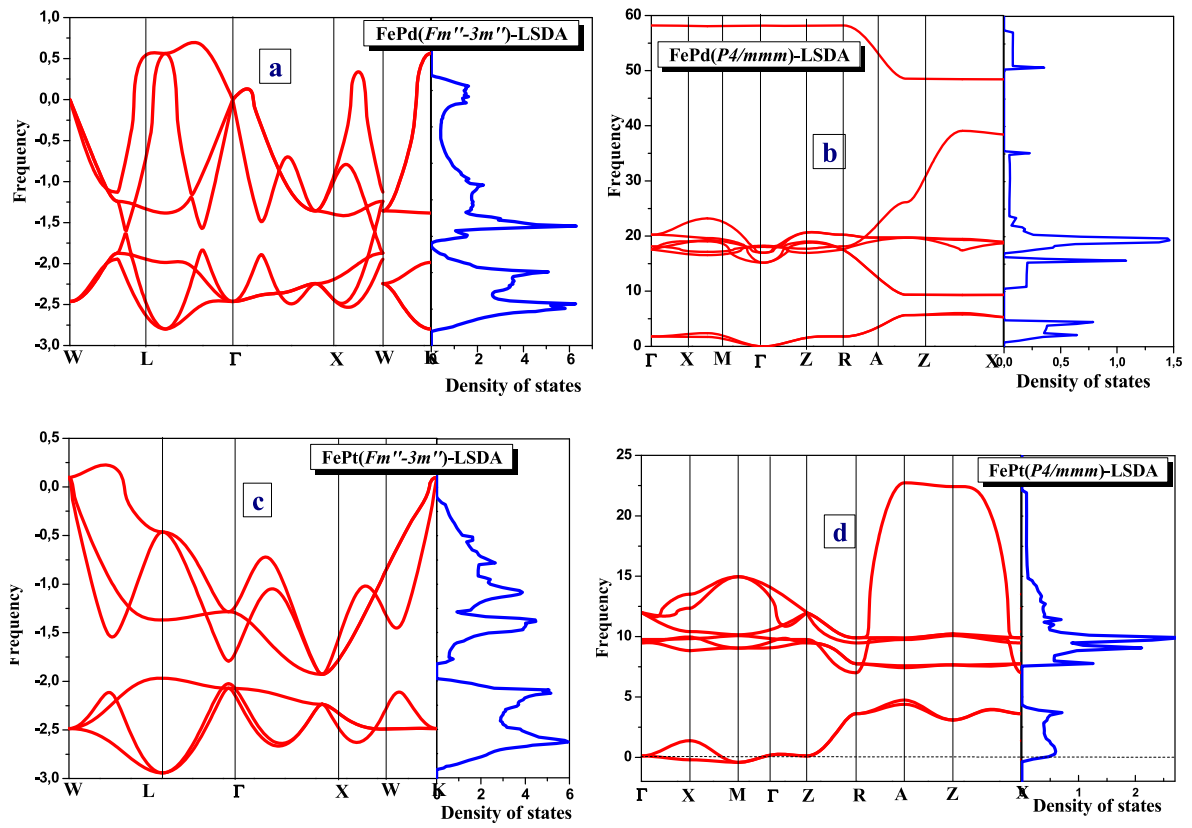 FePd(Fm"-3m")-LSDA
a
Frequency
1,0
0,5
0,0
-0,5
-1,0
-1,5
-2,0
-2,5
-3,0
W L Γ X W K
0 2 4 6
Density of states
FePd(P4/mmm)-LSDA
b
Frequency
60
50
40
30
20
10
0
Γ X M Γ Z R A Z X
0,0 0,5 1,0 1,5
Density of states
FePt(Fm"-3m")-LSDA
c
Frequency
0,5
0,0
-0,5
-1,0
-1,5
-2,0
-2,5
-3,0
W L Γ X W K
0 2 4 6
Density of states
FePt(P4/mmm)-LSDA
d
Frequency
25
20
15
10
5
0
Γ X M Γ Z R A Z
1 2
Density of states